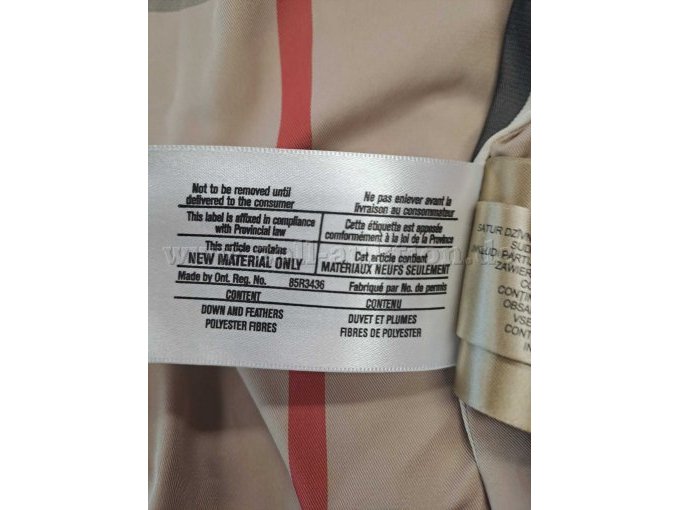 Not to be removed until
delivered to the consumer
Ne pas enlever avant la
livraison au consommateur
This label is affixed in compliance
with Provincial law
Cette étiquette est apposée
conformément à la loi de la Province
This article contains
NEW MATERIAL ONLY
Cet article contient
MATÉRIAUX NEUFS SEULEMENT
Made by Ont. Reg. No. 85R3436 Fabriqué par No. de permis
CONTENT
DOWN AND FEATHERS
POLYESTER FIBRES
CONTENU
DUVET ET PLUMES
FIBRES DE POLYESTER
SATUR